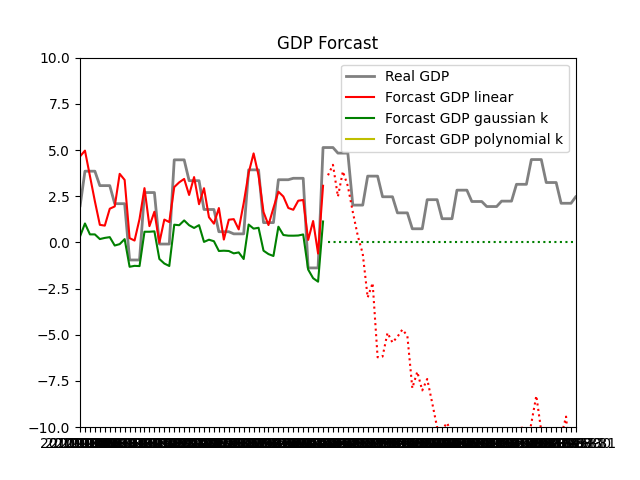 GDP Forcast
Real GDP
Forcast GDP linear
Forcast GDP gaussian k
Forcast GDP polynomial k
10.0
7.5
5.0
2.5
0.0
−2.5
−5.0
−7.5
−10.0